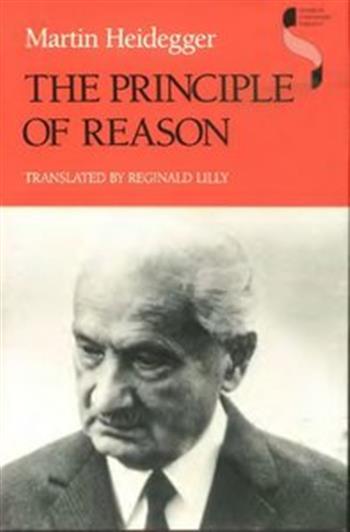 Martin Heidegger
THE PRINCIPLE
OF REASON
TRANSLATED BY REGINALD LILLY